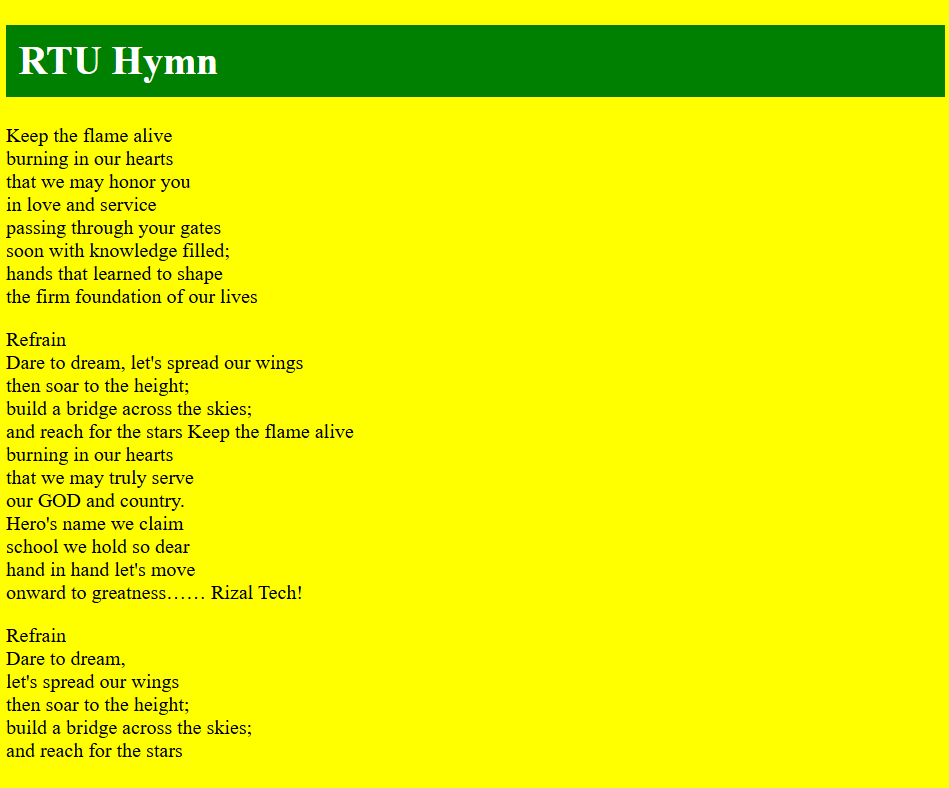 RTU Hymn
Keep the flame alive
burning in our hearts
that we may honor you
in love and service
passing through your gates
soon with knowledge filled;
hands that learned to shape
the firm foundation of our lives
Refrain
Dare to dream, let's spread our wings
then soar to the height;
build a bridge across the skies;
and reach for the stars Keep the flame alive
burning in our hearts
that we may truly serve
our GOD and country.
Hero's name we claim
school we hold so dear
hand in hand let's move
onward to greatness…… Rizal Tech!
Refrain
Dare to dream,
let's spread our wings
then soar to the height;
build a bridge across the skies;
and reach for the stars